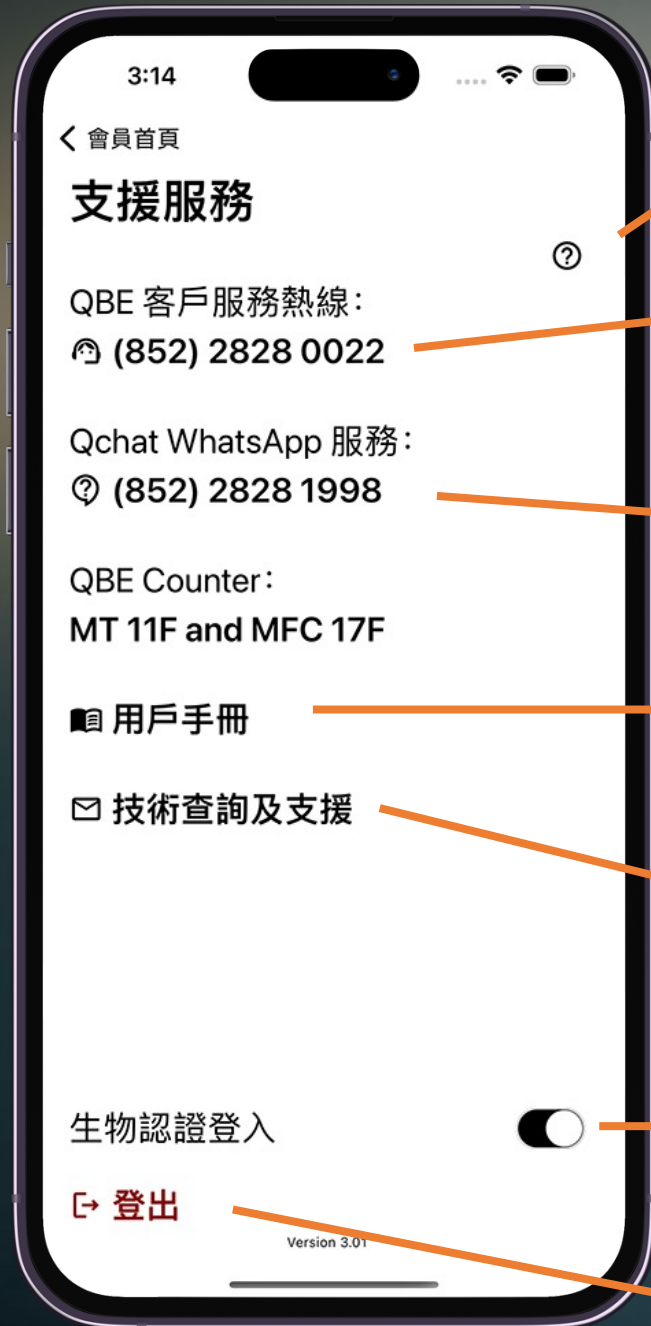 3:14
會員首頁
支援服務
QBE 客戶服務熱線：
(852) 2828 0022
Qchat WhatsApp 服務：
(852) 2828 1998
QBE Counter：
MT 11F and MFC 17F
用戶手冊
技術查詢及支援
生物認證登入
登出
Version 3.01